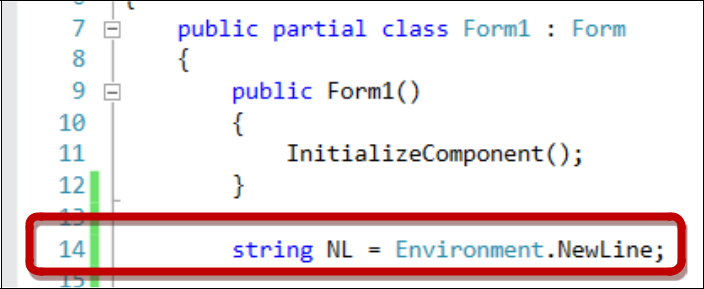 {
7 public partial class Form1 : Form
8 {
9 public Form1()
10 {
11 InitializeComponent();
12 }
13
14 string NL = Environment.NewLine;
15